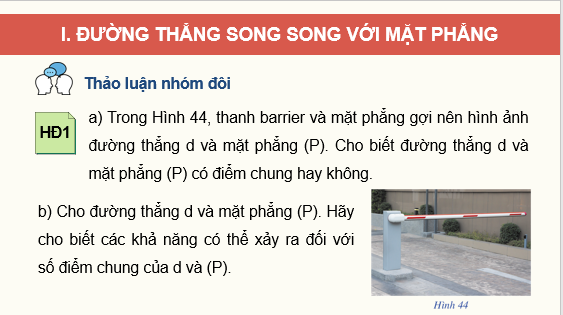 I. ĐƯỜNG THẲNG SONG SONG VỚI MẶT PHẲNG
Thảo luận nhóm đôi
HĐ1
a) Trong Hình 44, thanh barrier và mặt phẳng gợi nên hình ảnh
đường thẳng d và mặt phẳng (P). Cho biết đường thẳng d và
mặt phẳng (P) có điểm chung hay không.
b) Cho đường thẳng d và mặt phẳng (P). Hãy
cho biết các khả năng có thể xảy ra đối với
số điểm chung của d và (P).
Hình 44